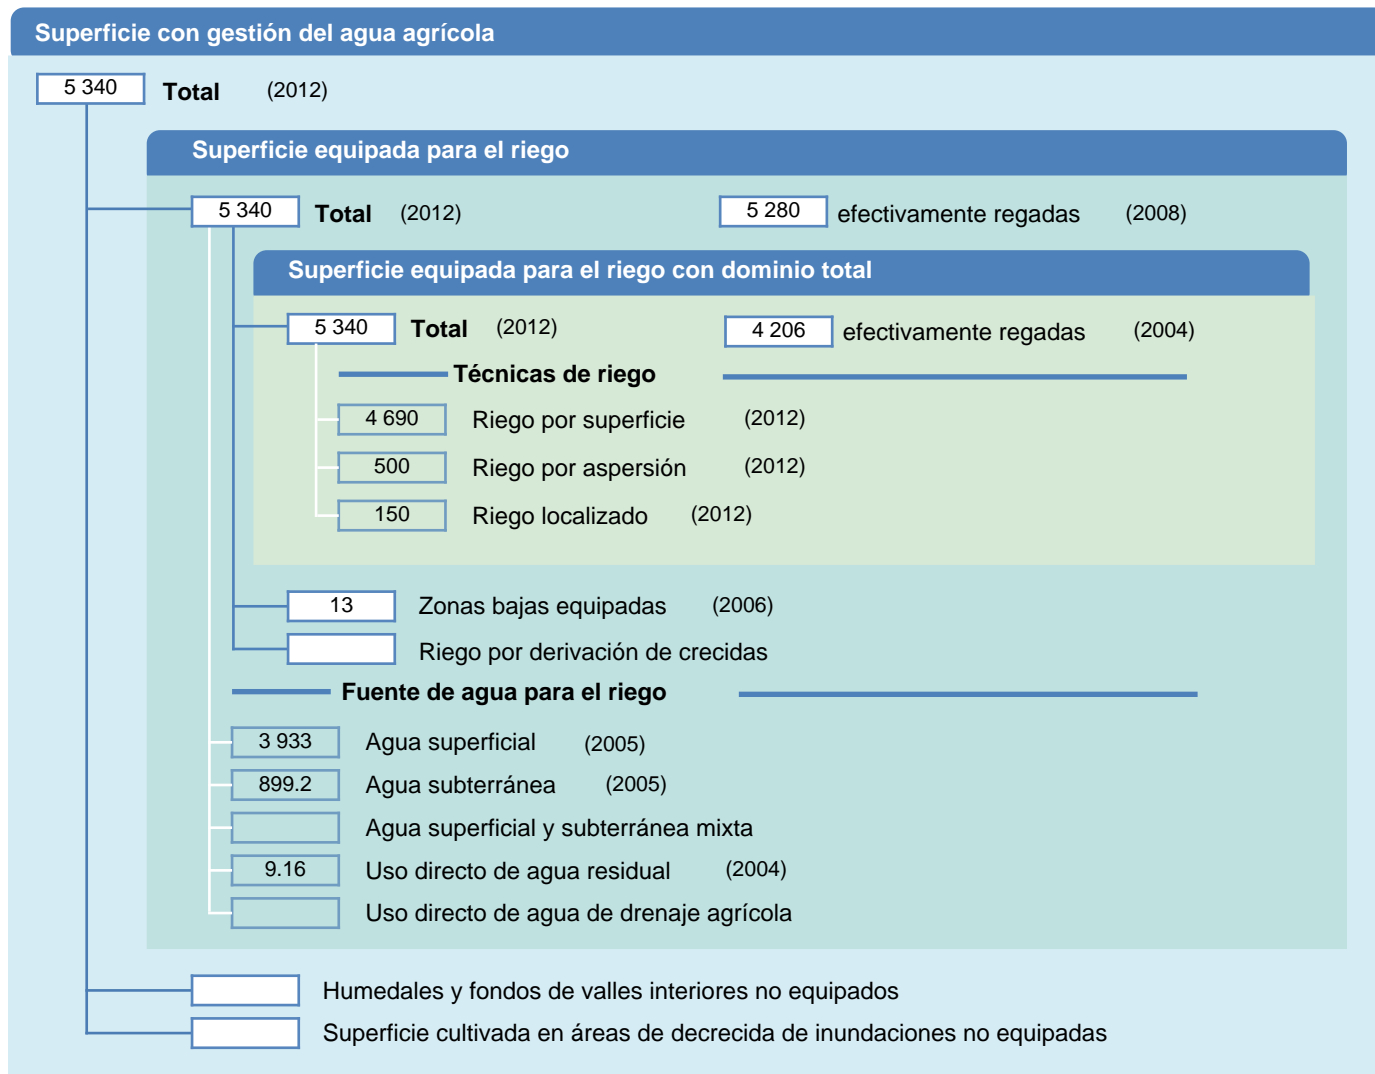 Superficie con gestión del agua agrícola
5 340 Total (2012)
Superficie equipada para el riego
5 340 Total (2012) 5 280 efectivamente regadas (2008)
Superficie equipada para el riego con dominio total
5 340 Total (2012) 4 206 efectivamente regadas (2004)
Técnicas de riego
4 690 Riego por superficie (2012)
500 Riego por aspersión (2012)
150 Riego localizado (2012)
13 Zonas bajas equipadas (2006)
Riego por derivación de crecidas
Fuente de agua para el riego
3 933 Agua superficial (2005)
899.2 Agua subterránea (2005)
Agua superficial y subterránea mixta
9.16 Uso directo de agua residual (2004)
Uso directo de agua de drenaje agrícola
Humedales y fondos de valles interiores no equipados
Superficie cultivada en áreas de decrecida de inundaciones no equipadas